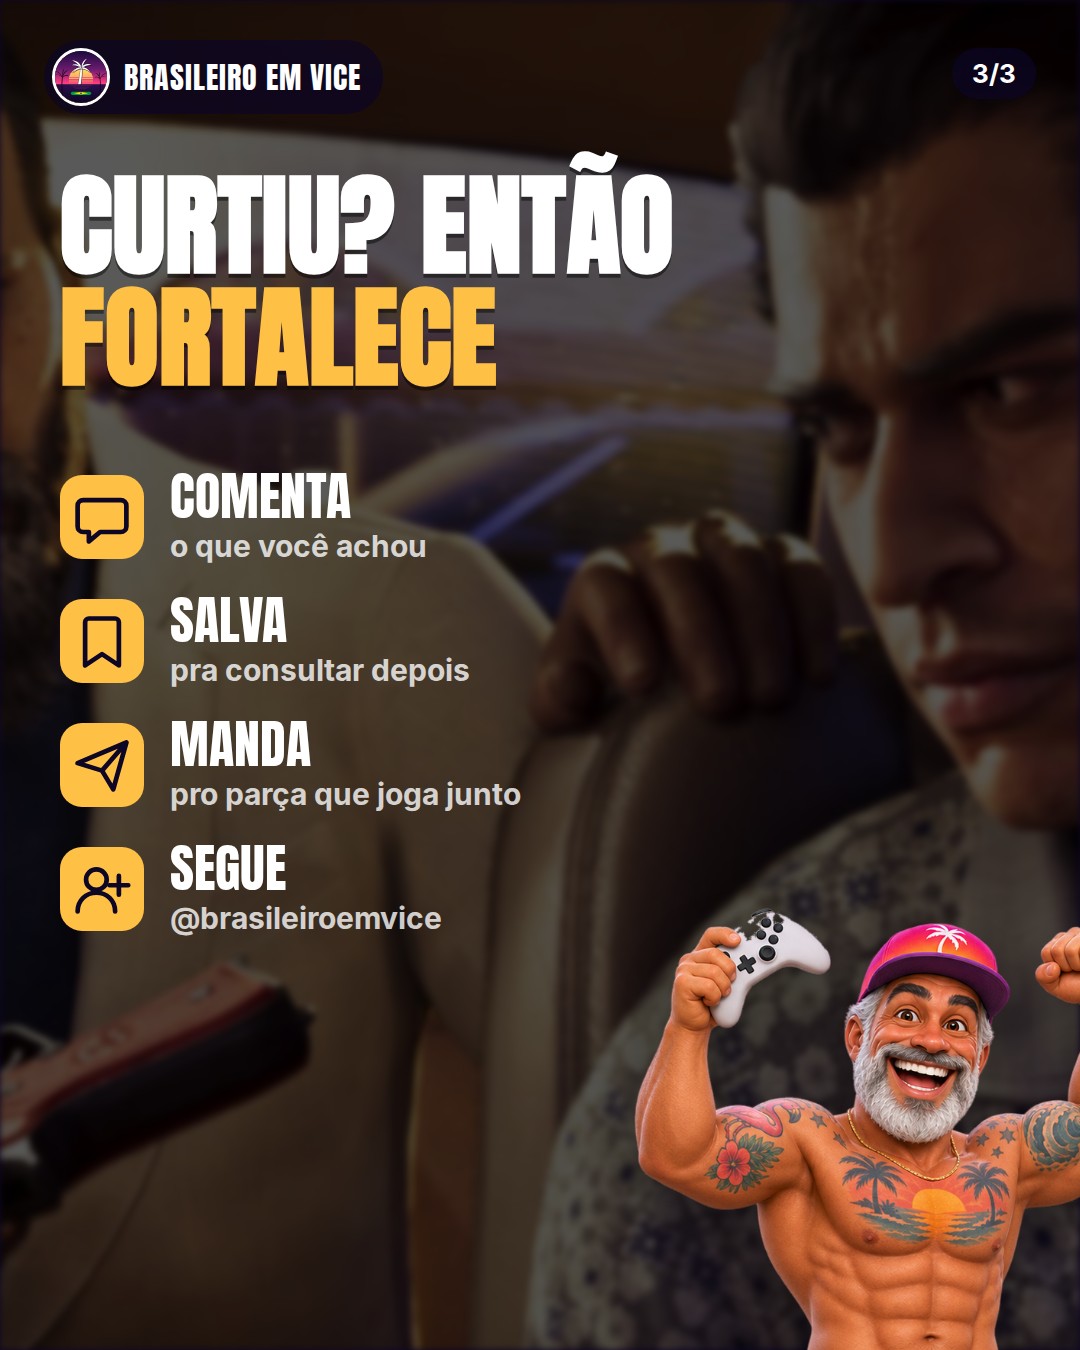 BRASILEIRO EM VICE
3/3
CURTIU? ENTÃO
FORTALECE
COMENTA
o que você achou
SALVA
pra consultar depois
MANDA
pro parça que joga junto
SEGUE
@brasileiroemvice